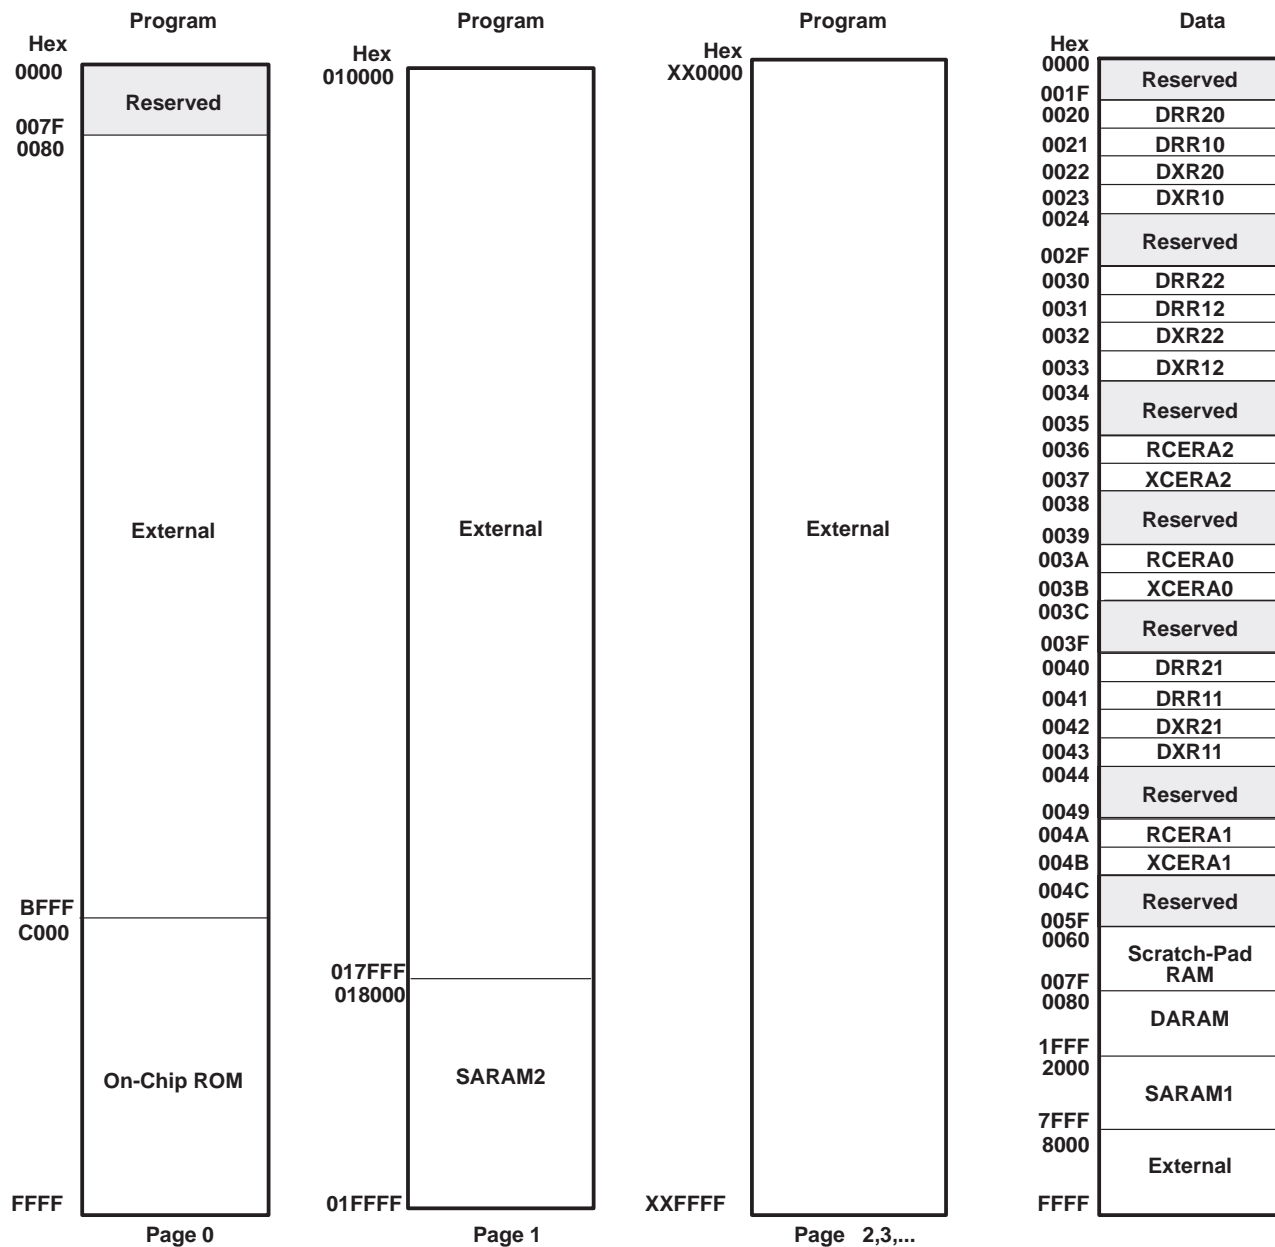 Program
Hex
0000
Reserved
007F
0080
External
BFFF
C000
On-Chip ROM
FFFF
Page 0
Program
Hex
010000
External
017FFF
018000
SARAM2
01FFFF
Page 1
Program
Hex
XX0000
External
XXFFFF
Page 2,3,...
Data
Hex
0000
Reserved
001F
0020 DRR20
0021 DRR10
0022 DXR20
0023 DXR10
0024
Reserved
002F
0030 DRR22
0031 DRR12
0032 DXR22
0033 DXR12
0034
Reserved
0035
0036 RCERA2
0037 XCERA2
0038
Reserved
0039
003A RCERA0
003B XCERA0
003C
Reserved
003F
0040 DRR21
0041 DRR11
0042 DXR21
0043 DXR11
0044
Reserved
0049
004A RCERA1
004B XCERA1
004C
Reserved
005F
0060
Scratch-Pad
RAM
007F
0080
DARAM
1FFF
2000
SARAM1
7FFF
8000
External
FFFF